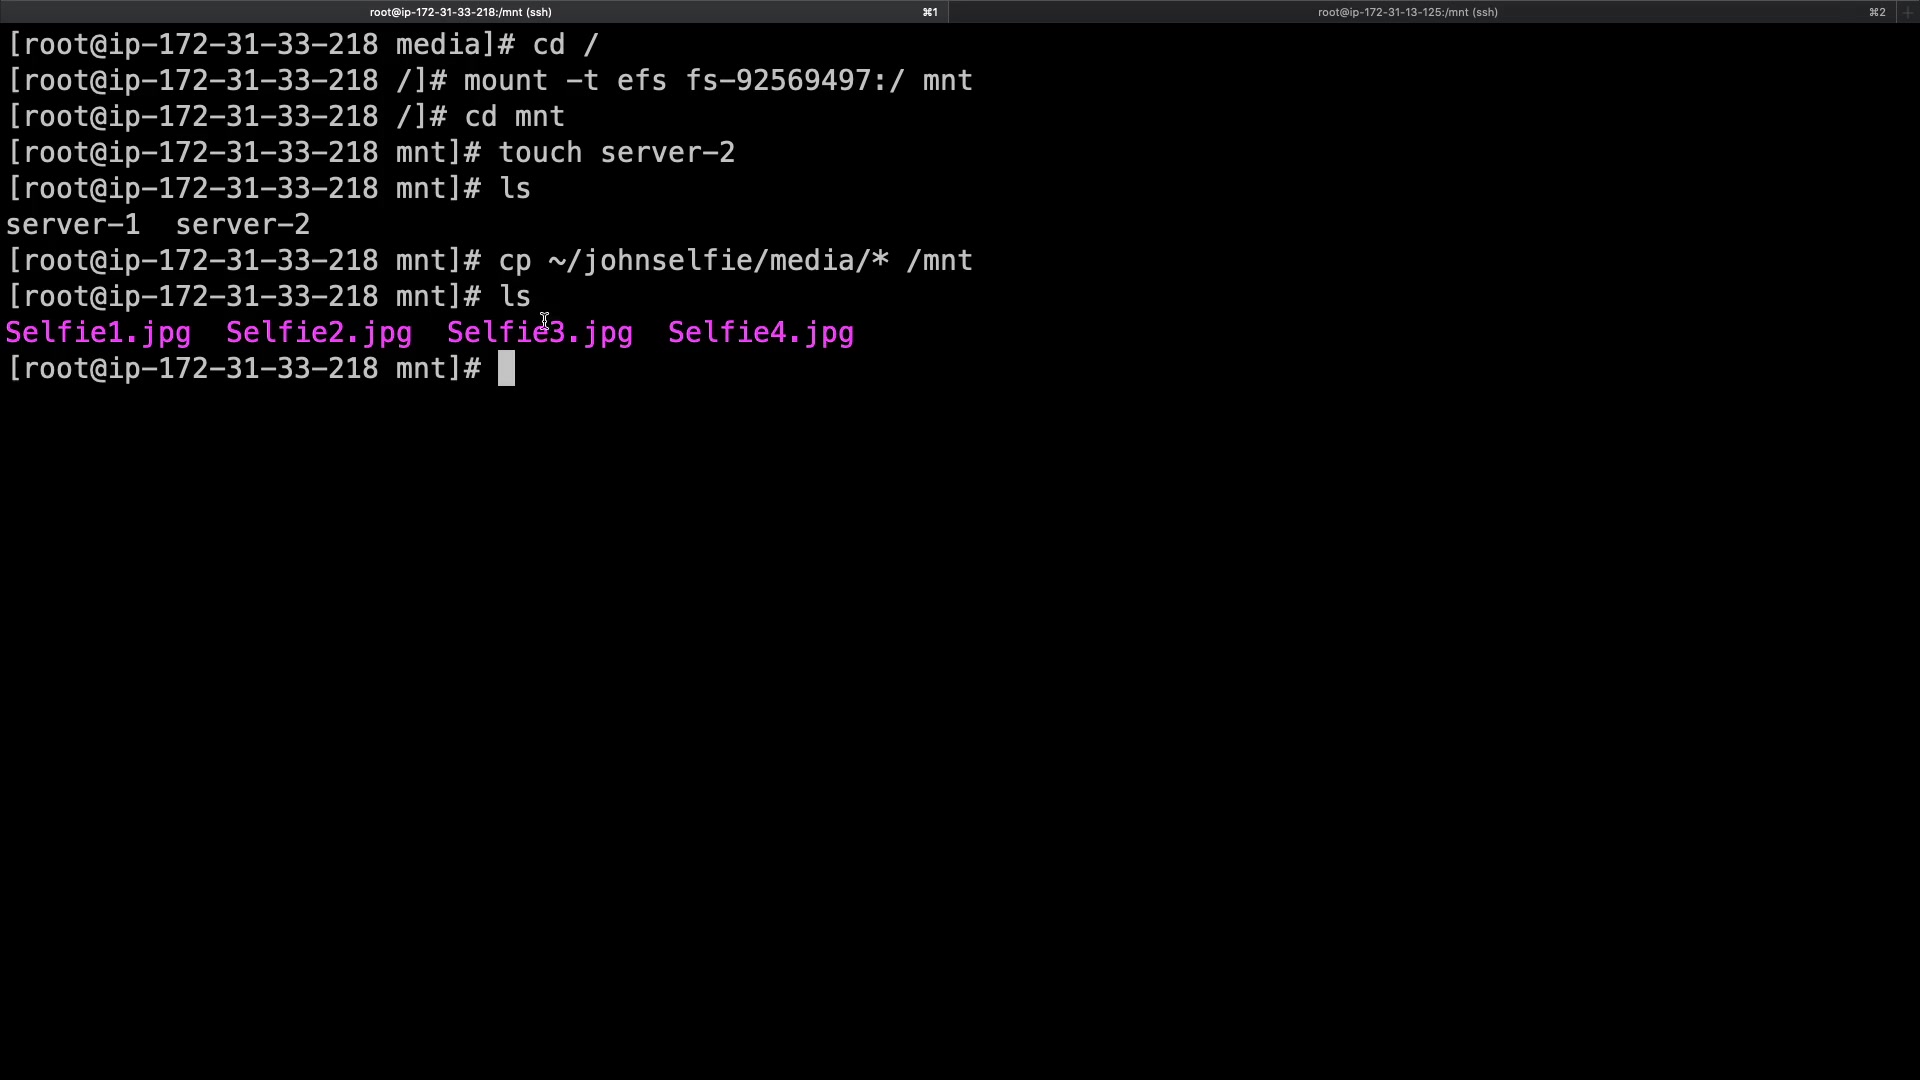 root@ip-172-31-33-218:/mnt (ssh) ⌘1 root@ip-172-31-13-125:/mnt (ssh) ⌘2 +
[root@ip-172-31-33-218 media]# cd /
[root@ip-172-31-33-218 /]# mount -t efs fs-92569497:/ mnt
[root@ip-172-31-33-218 /]# cd mnt
[root@ip-172-31-33-218 mnt]# touch server-2
[root@ip-172-31-33-218 mnt]# ls
server-1  server-2
[root@ip-172-31-33-218 mnt]# cp ~/johnselfie/media/* /mnt
[root@ip-172-31-33-218 mnt]# ls
Selfie1.jpg  Selfie2.jpg  Selfie3.jpg  Selfie4.jpg
[root@ip-172-31-33-218 mnt]#